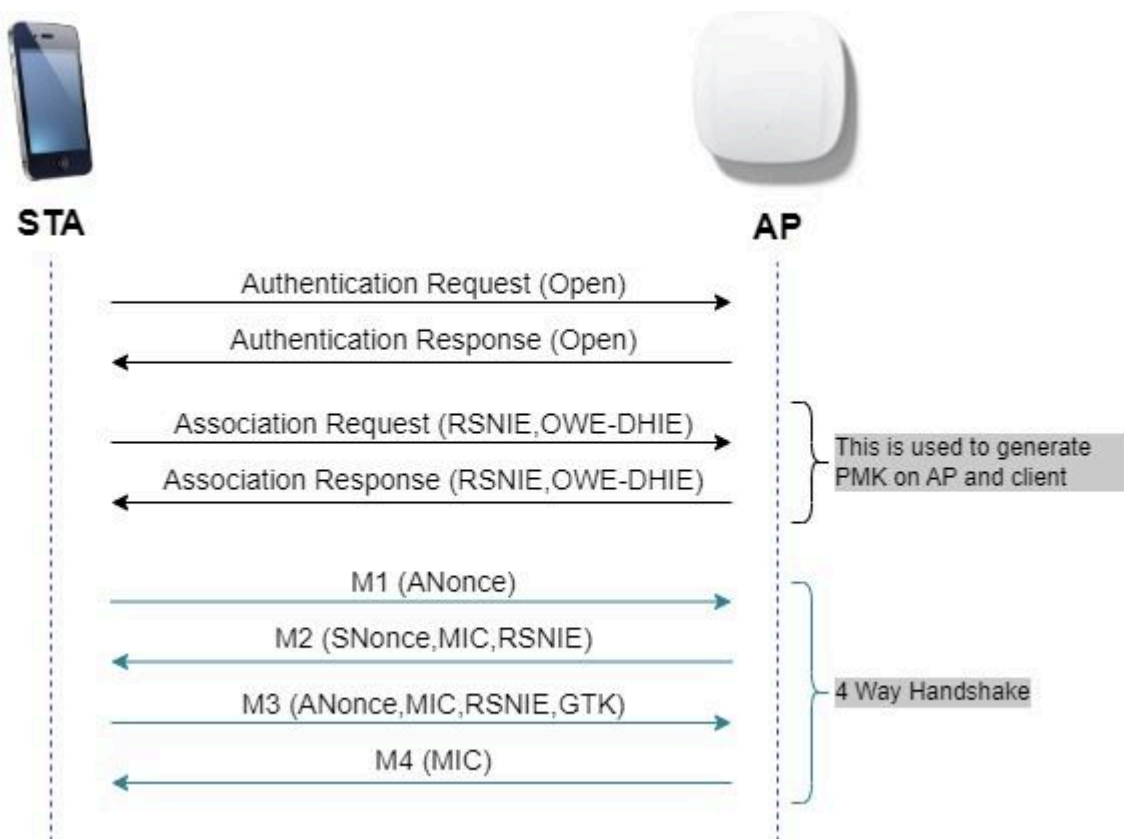 STA
AP
Authentication Request (Open)
Authentication Response (Open)
Association Request (RSNIE,OWE-DHIE)
Association Response (RSNIE,OWE-DHIE)
This is used to generate
PMK on AP and client
M1 (ANonce)
M2 (SNonce,MIC,RSNIE)
M3 (ANonce,MIC,RSNIE,GTK)
M4 (MIC)
4 Way Handshake